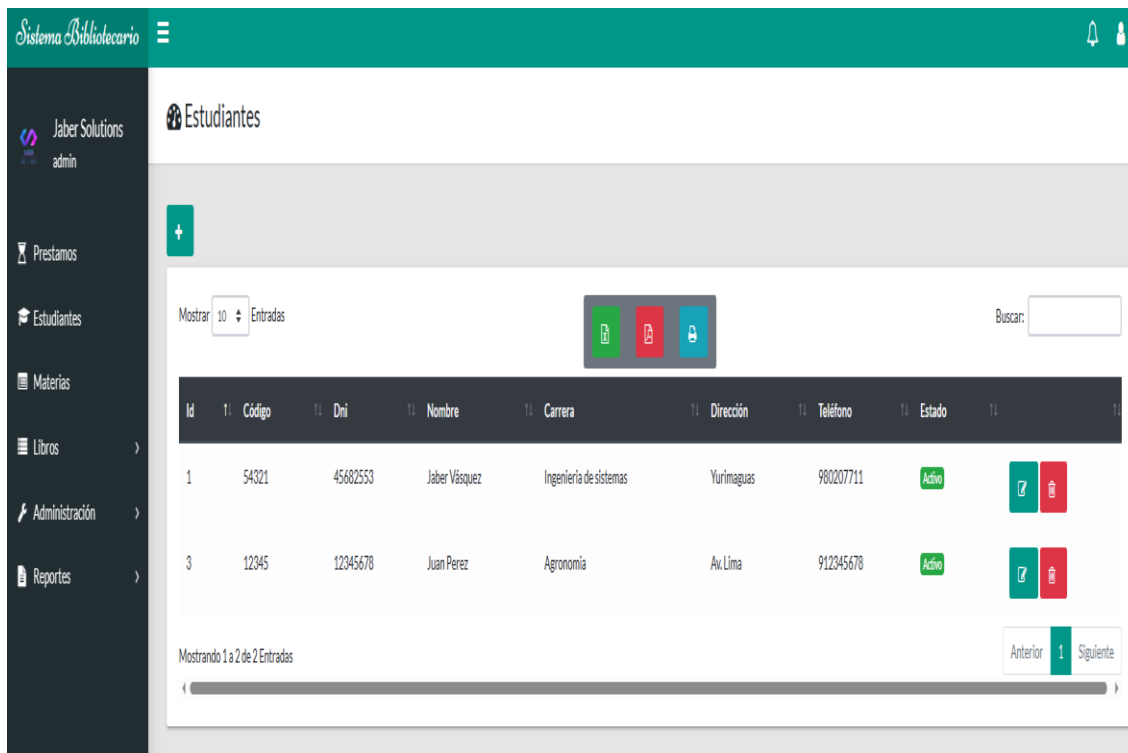 Sistema Bibliotecario
Estudiantes
Jaber Solutions
admin
Prestamos
Estudiantes
Materias
Libros
Administración
Reportes
+
Mostrar 10 Entradas
Buscar:
Id Código Dni Nombre Carrera Dirección Teléfono Estado
1 54321 45682553 Jaber Vásquez Ingenieria de sistemas Yurimaguas 980207711 Activo
3 12345 12345678 Juan Perez Agronomia Av. Lima 912345678 Activo
Mostrando 1 a 2 de 2 Entradas
Anterior 1 Siguiente